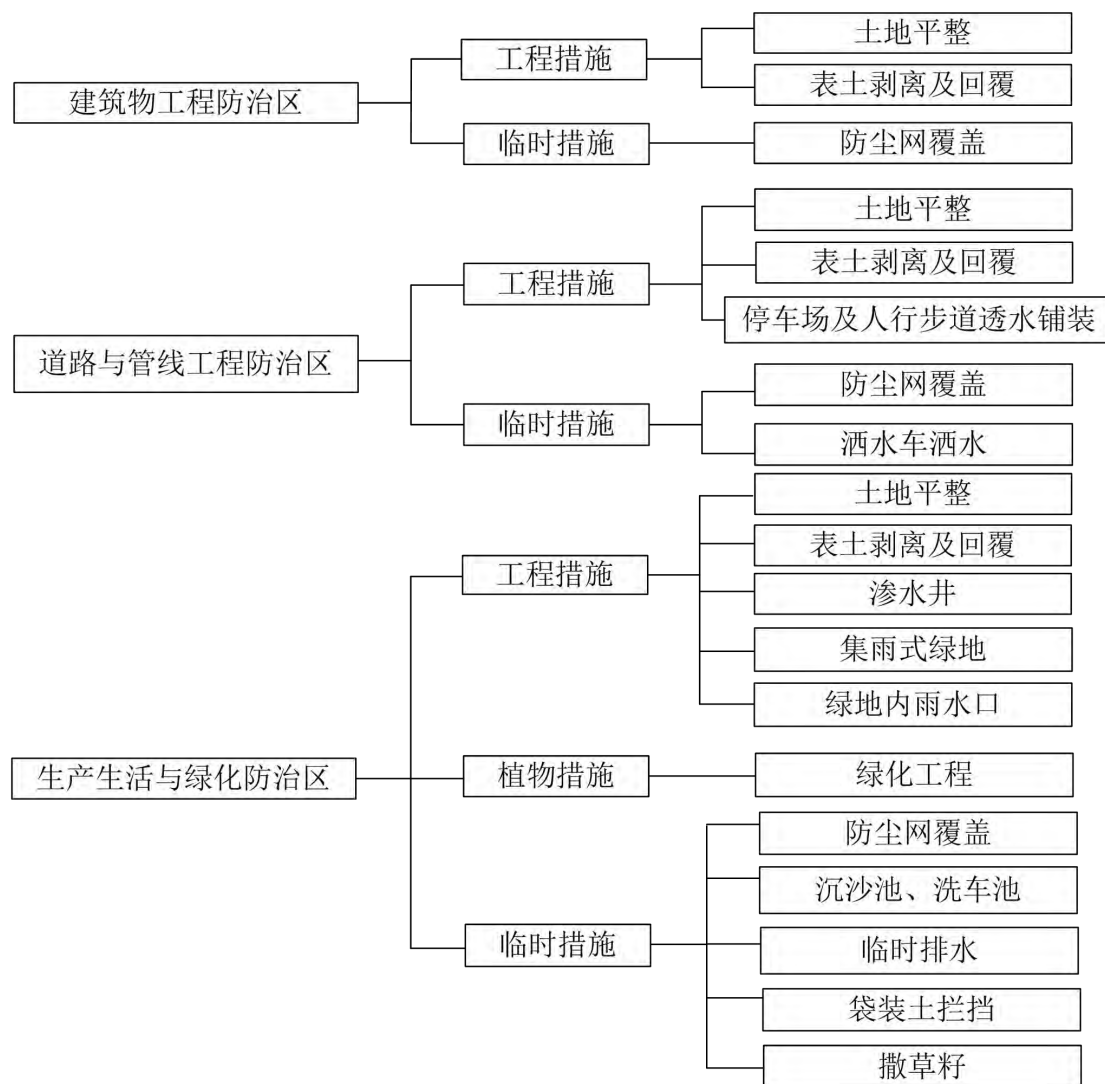 建筑物工程防治区
工程措施
土地平整
表土剥离及回覆
临时措施
防尘网覆盖
道路与管线工程防治区
工程措施
土地平整
表土剥离及回覆
停车场及人行步道透水铺装
临时措施
防尘网覆盖
洒水车洒水
生产生活与绿化防治区
工程措施
土地平整
表土剥离及回覆
渗水井
集雨式绿地
绿地内雨水口
植物措施
绿化工程
临时措施
防尘网覆盖
沉沙池、洗车池
临时排水
袋装土拦挡
撒草籽